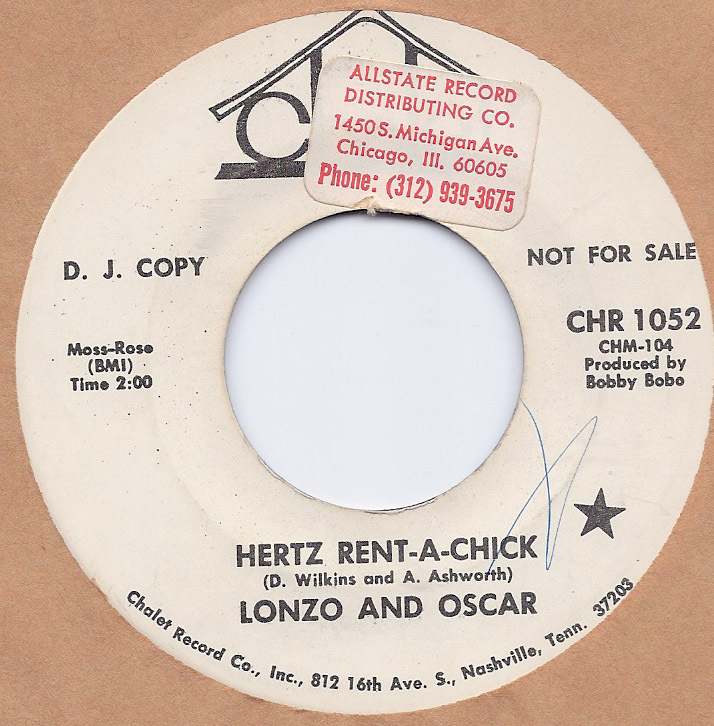 C
ALLSTATE RECORD
DISTRIBUTING CO.
1450 S. Michigan Ave.
Chicago, Ill. 60605
Phone: (312) 939-3675
D. J. COPY
NOT FOR SALE
Moss-Rose
(BMI)
Time 2:00
CHR 1052
CHM-104
Produced by
Bobby Bobo
HERTZ RENT-A-CHICK
(D. Wilkins and A. Ashworth)
LONZO AND OSCAR
Chalet Record Co., Inc., 812 16th Ave. S., Nashville, Tenn. 37203